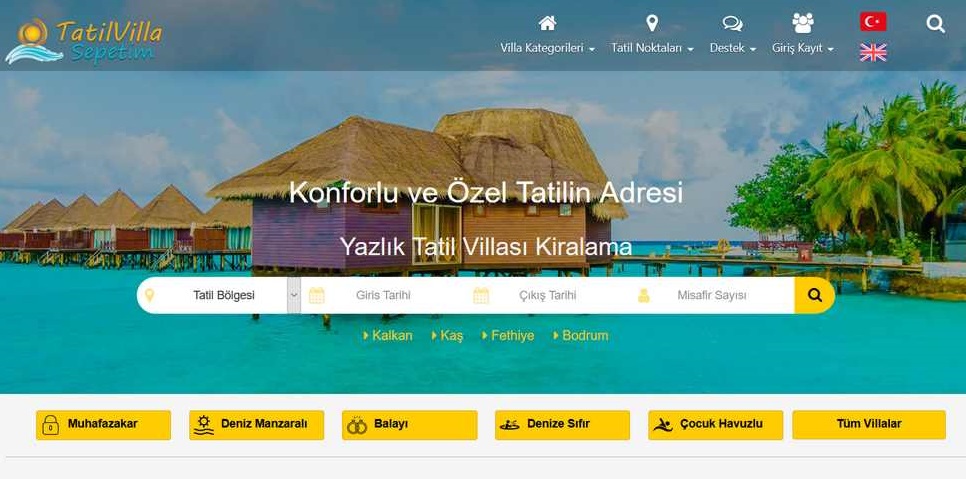 TatilVilla
Sepetim
Villa Kategorileri
Tatil Noktaları
Destek
Giriş Kayıt
Konforlu ve Özel Tatilin Adresi
Yazlık Tatil Villası Kiralama
Tatil Bölgesi
Giris Tarihi
Çıkış Tarihi
Misafir Sayısı
Kalkan
Kaş
Fethiye
Bodrum
Muhafazakar
Deniz Manzaralı
Balayı
Denize Sıfır
Çocuk Havuzlu
Tüm Villalar